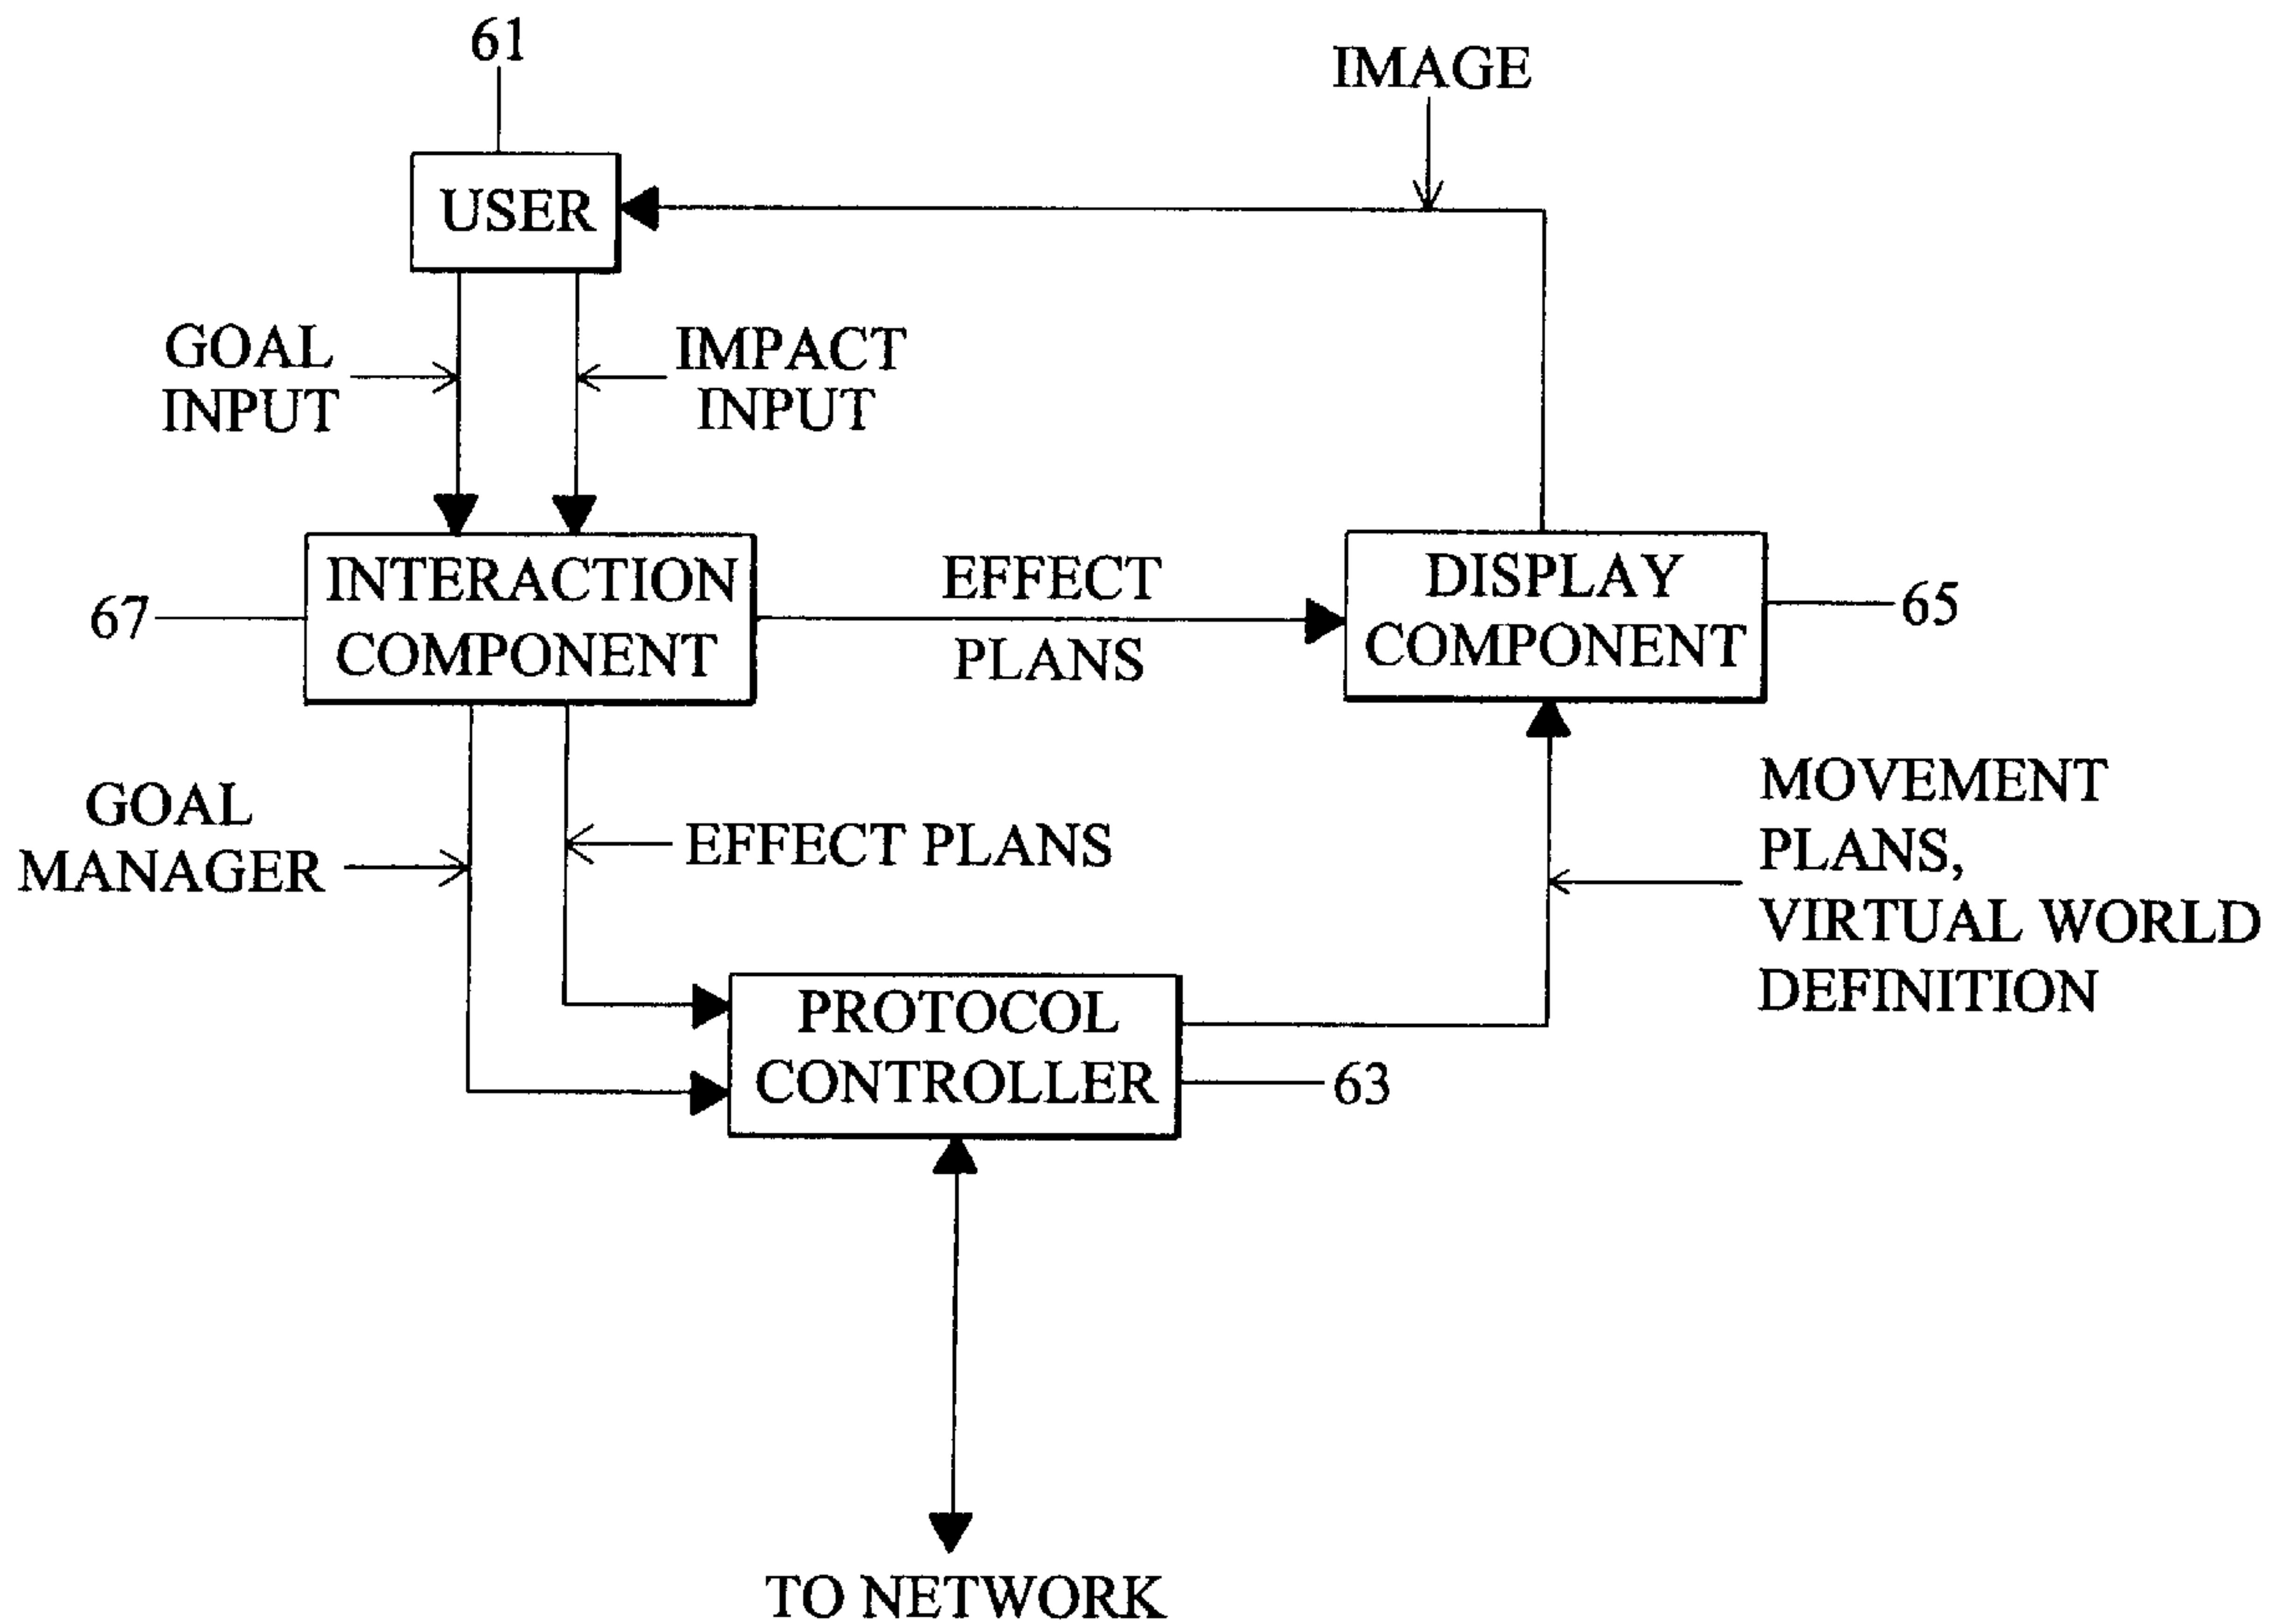 61
IMAGE
USER
GOAL
INPUT
IMPACT
INPUT
INTERACTION
COMPONENT
67
EFFECT
PLANS
DISPLAY
COMPONENT
65
GOAL
MANAGER
EFFECT PLANS
MOVEMENT
PLANS,
VIRTUAL WORLD
DEFINITION
PROTOCOL
CONTROLLER
63
TO NETWORK